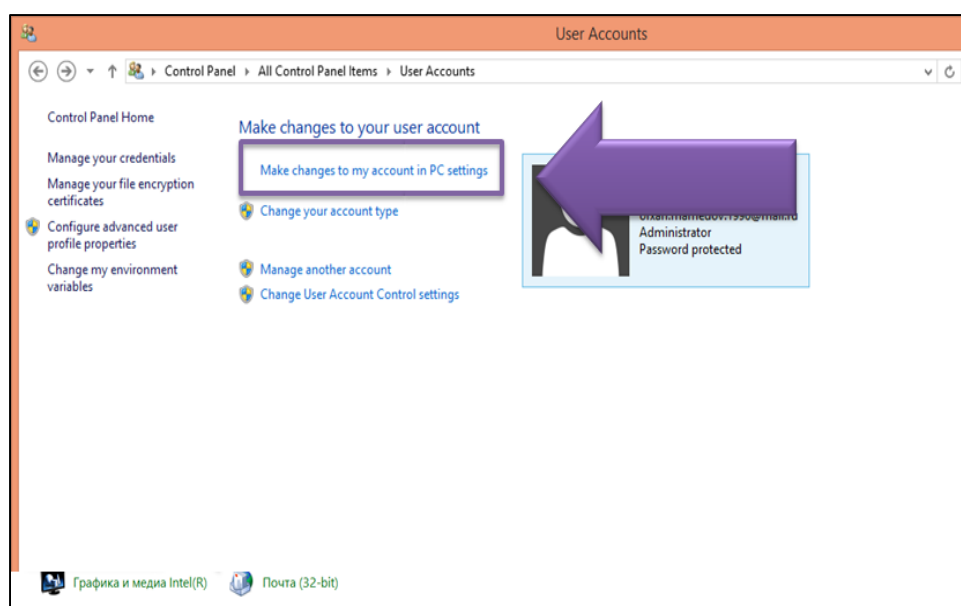 User Accounts
Control Panel ▸ All Control Panel Items ▸ User Accounts
Control Panel Home
Manage your credentials
Manage your file encryption
certificates
Configure advanced user
profile properties
Change my environment
variables
Make changes to your user account
Make changes to my account in PC settings
Change your account type
Manage another account
Change User Account Control settings
Administrator
Password protected
Графика и медиа Intel(R)
Почта (32-bit)